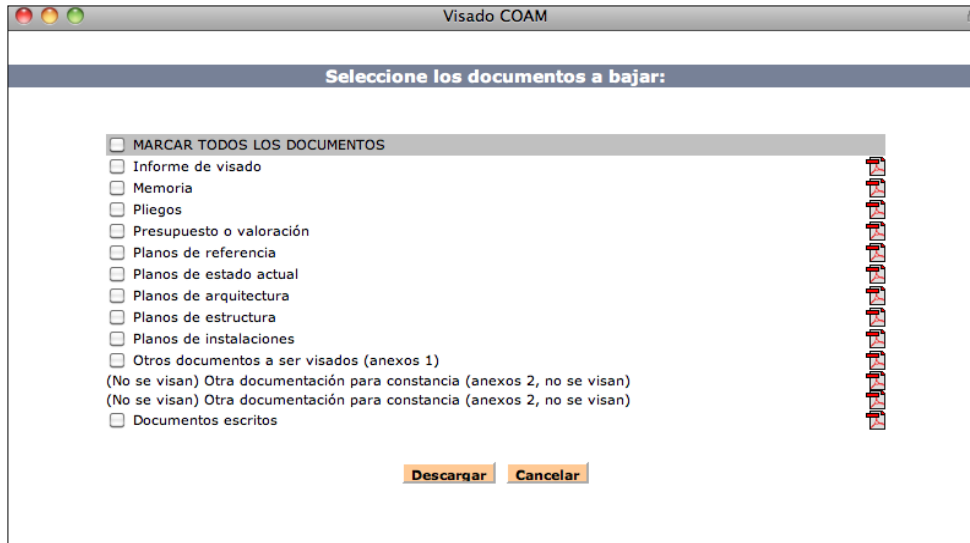 Visado COAM
Seleccione los documentos a bajar:
MARCAR TODOS LOS DOCUMENTOS
Informe de visado
Memoria
Pliegos
Presupuesto o valoración
Planos de referencia
Planos de estado actual
Planos de arquitectura
Planos de estructura
Planos de instalaciones
Otros documentos a ser visados (anexos 1)
(No se visan) Otra documentación para constancia (anexos 2, no se visan)
(No se visan) Otra documentación para constancia (anexos 2, no se visan)
Documentos escritos
Descargar Cancelar